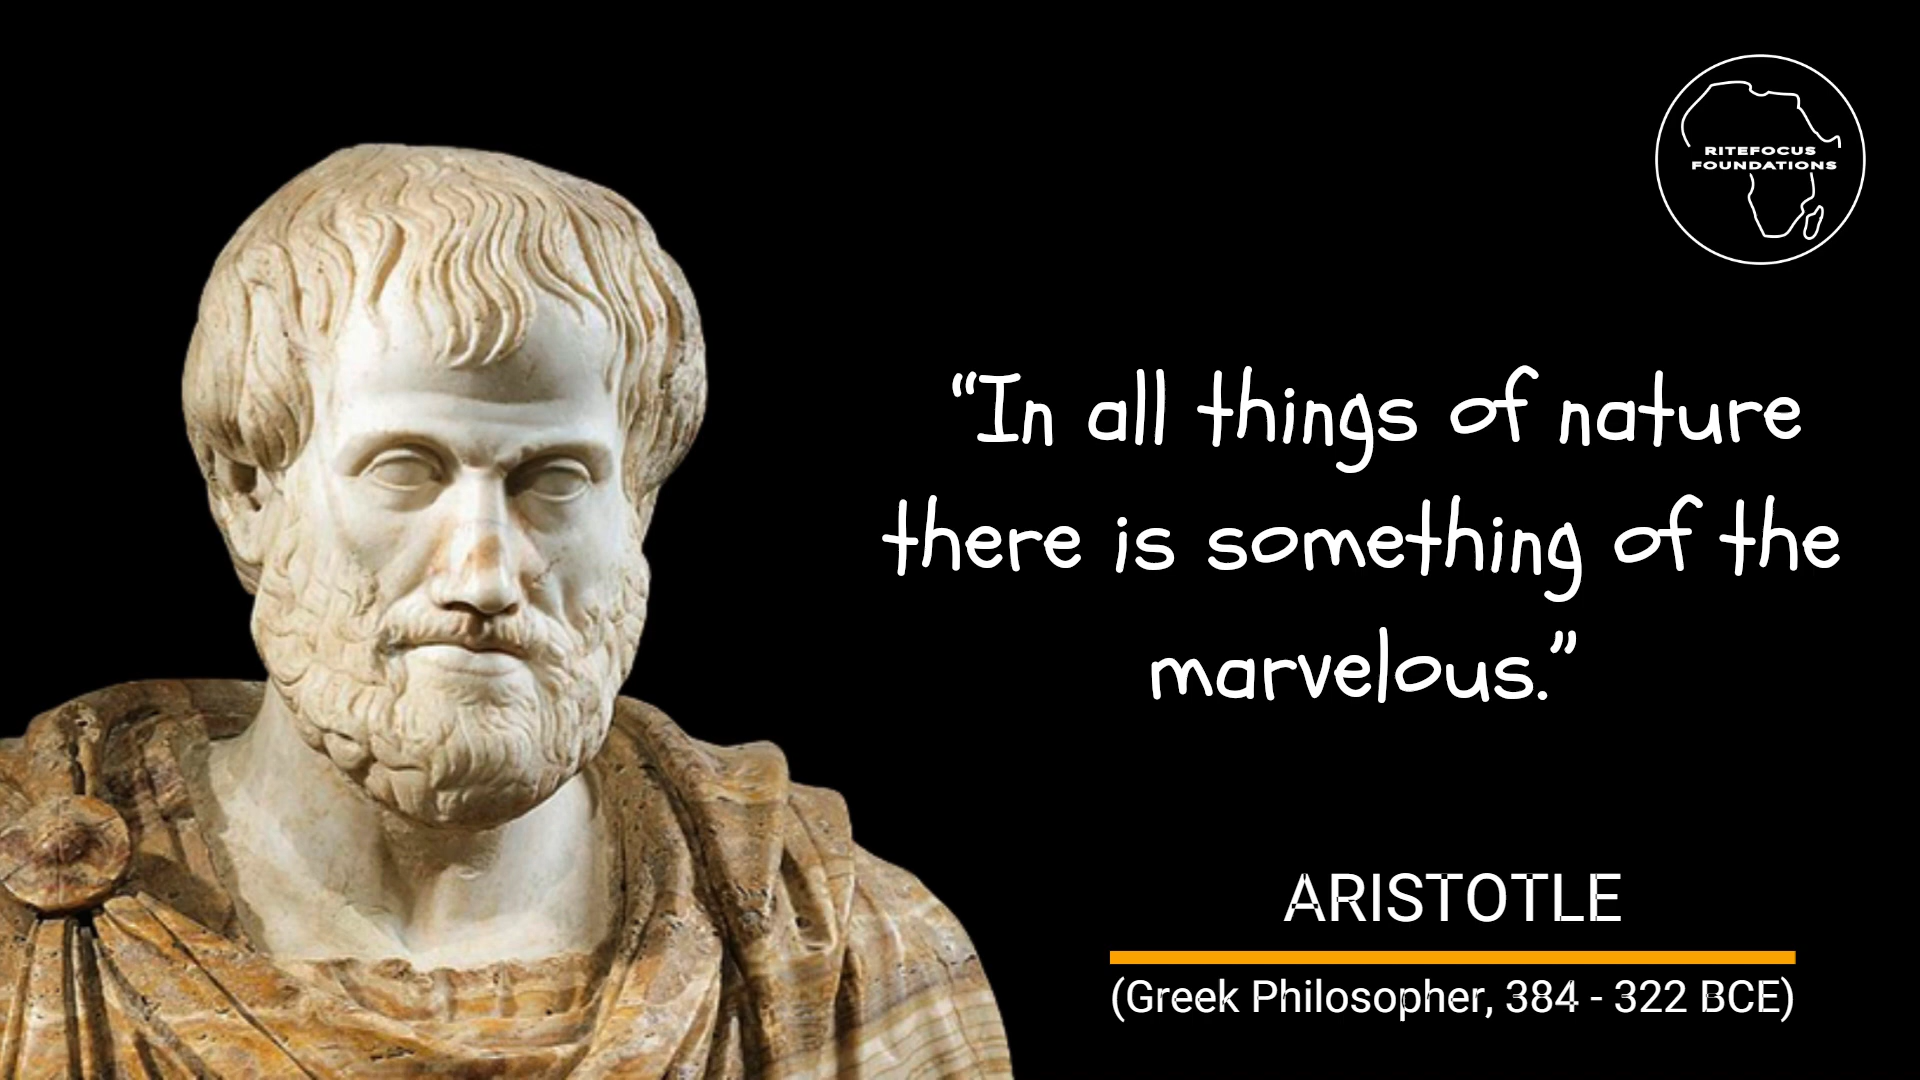 RITEFOCUS
FOUNDATIONS
“In all things of nature
there is something of the
marvelous.”
ARISTOTLE
(Greek Philosopher, 384 - 322 BCE)